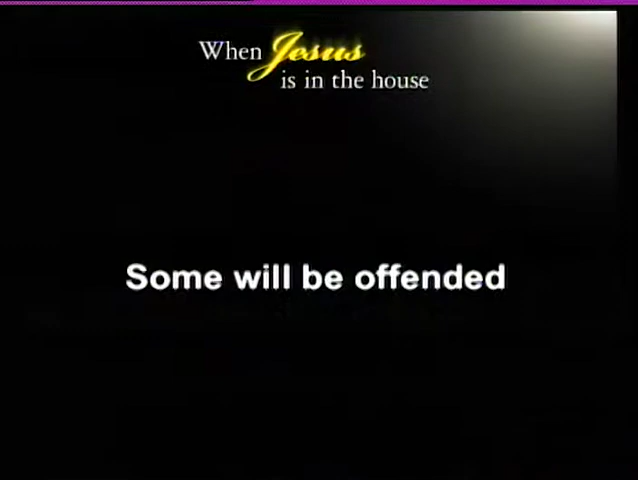 When Jesus
is in the house
Some will be offended